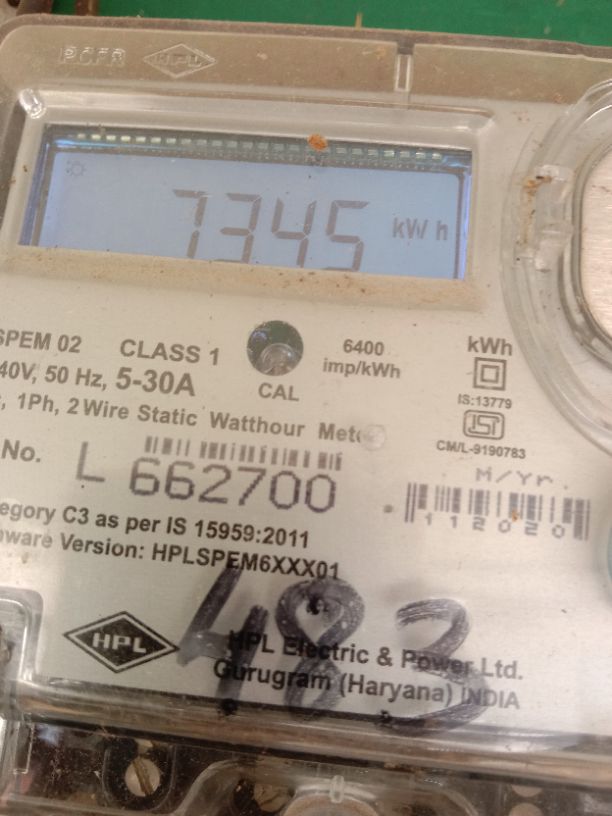 HPL
7345 kWh
SPEM 02 CLASS 1 6400 kWh
40V, 50 Hz, 5-30A imp/kWh
CAL
IS:13779
, 1Ph, 2 Wire Static Watthour
ISI
CM/L-9190783
No. L 662700
M/Yr.
112020
egory C3 as per IS 15959:2011
ware Version: HPLSPEM6XXX01
483
HPL HPL Electric & Power Ltd.
Gurugram (Haryana) INDIA